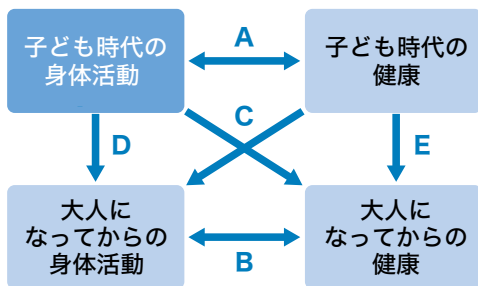 子ども時代の
身体活動
A
子ども時代の
健康
C
D
E
大人に
なってからの
身体活動
B
大人に
なってからの
健康